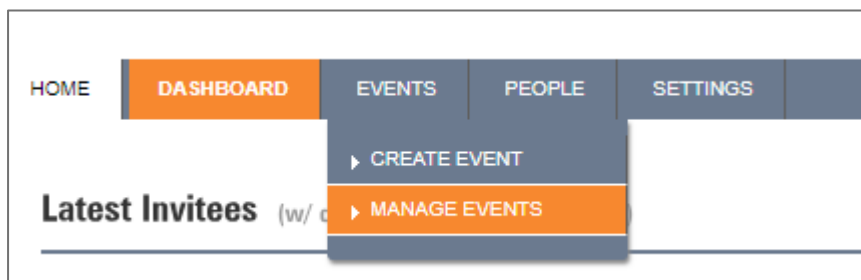 HOME DASHBOARD EVENTS PEOPLE SETTINGS
CREATE EVENT
MANAGE EVENTS
Latest Invitees (w/